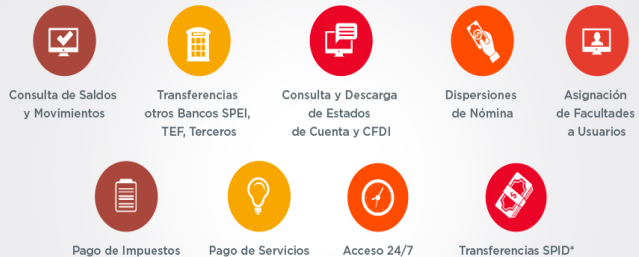 Consulta de Saldos
y Movimientos
Transferencias
otros Bancos SPEI,
TEF, Terceros
Consulta y Descarga
de Estados
de Cuenta y CFDI
Dispersiones
de Nómina
Asignación
de Facultades
a Usuarios
Pago de Impuestos
Pago de Servicios
Acceso 24/7
Transferencias SPID*